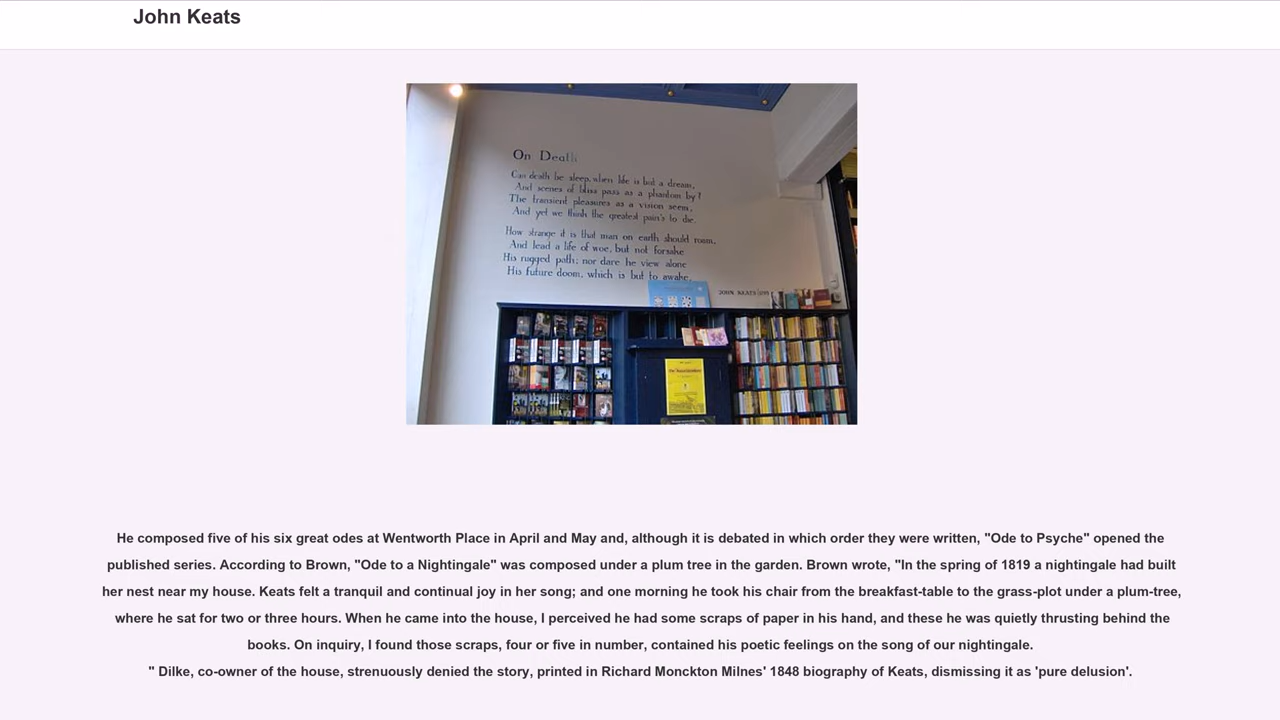 John Keats
On Death
Can death be sleep, when life is but a dream,
And scenes of bliss pass as a phantom by?
The transient pleasures as a vision seem,
And yet we think the greatest pain's to die.
How strange it is that man on earth should roam,
And lead a life of woe, but not forsake
His rugged path; nor dare he view alone
His future doom, which is but to awake.
JOHN KEATS
He composed five of his six great odes at Wentworth Place in April and May and, although it is debated in which order they were written, "Ode to Psyche" opened the
published series. According to Brown, "Ode to a Nightingale" was composed under a plum tree in the garden. Brown wrote, "In the spring of 1819 a nightingale had built
her nest near my house. Keats felt a tranquil and continual joy in her song; and one morning he took his chair from the breakfast-table to the grass-plot under a plum-tree,
where he sat for two or three hours. When he came into the house, I perceived he had some scraps of paper in his hand, and these he was quietly thrusting behind the
books. On inquiry, I found those scraps, four or five in number, contained his poetic feelings on the song of our nightingale.
" Dilke, co-owner of the house, strenuously denied the story, printed in Richard Monckton Milnes' 1848 biography of Keats, dismissing it as 'pure delusion'.